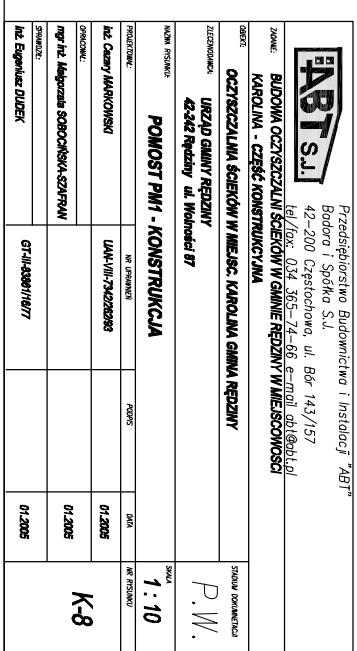 ABT S.J.
Przedsiębiorstwo Budownictwa i Instalacji "ABT"
Badora i Spółka S.J.
42-200 Częstochowa, ul. Bór 143/157
tel/fax: 034 365-74-66 e-mail abt@abt.pl
ZADANIE:
BUDOWA OCZYSZCZALNI ŚCIEKÓW W GMINIE RĘDZINY W MIEJSCOWOŚCI
KAROLINA - CZĘŚĆ KONSTRUKCYJNA
OBIEKT:
OCZYSZCZALNIA ŚCIEKÓW W MIEJSC. KAROLINA GMINA RĘDZINY
ZLECENIODAWCA:
URZĄD GMINY RĘDZINY
42-242 Rędziny ul. Wolności 87
STADIUM DOKUMENTACJI
P.W.
NAZWA RYSUNKU:
POMOST PM1 - KONSTRUKCJA
SKALA
1 : 10
PROJEKTOWAŁ: NR UPRAWNIEŃ PODPIS DATA NR RYSUNKU
inż. Cezary MARKOWSKI UAN-VIII-7342/282/93 01.2005
K-8
OPRACOWAŁ:
mgr inż. Małgorzata SOBOCIŃSKA-SZAFRAN 01.2005
SPRAWDZIŁ:
inż. Eugeniusz DUDEK GT-III-83861/16/77 01.2005